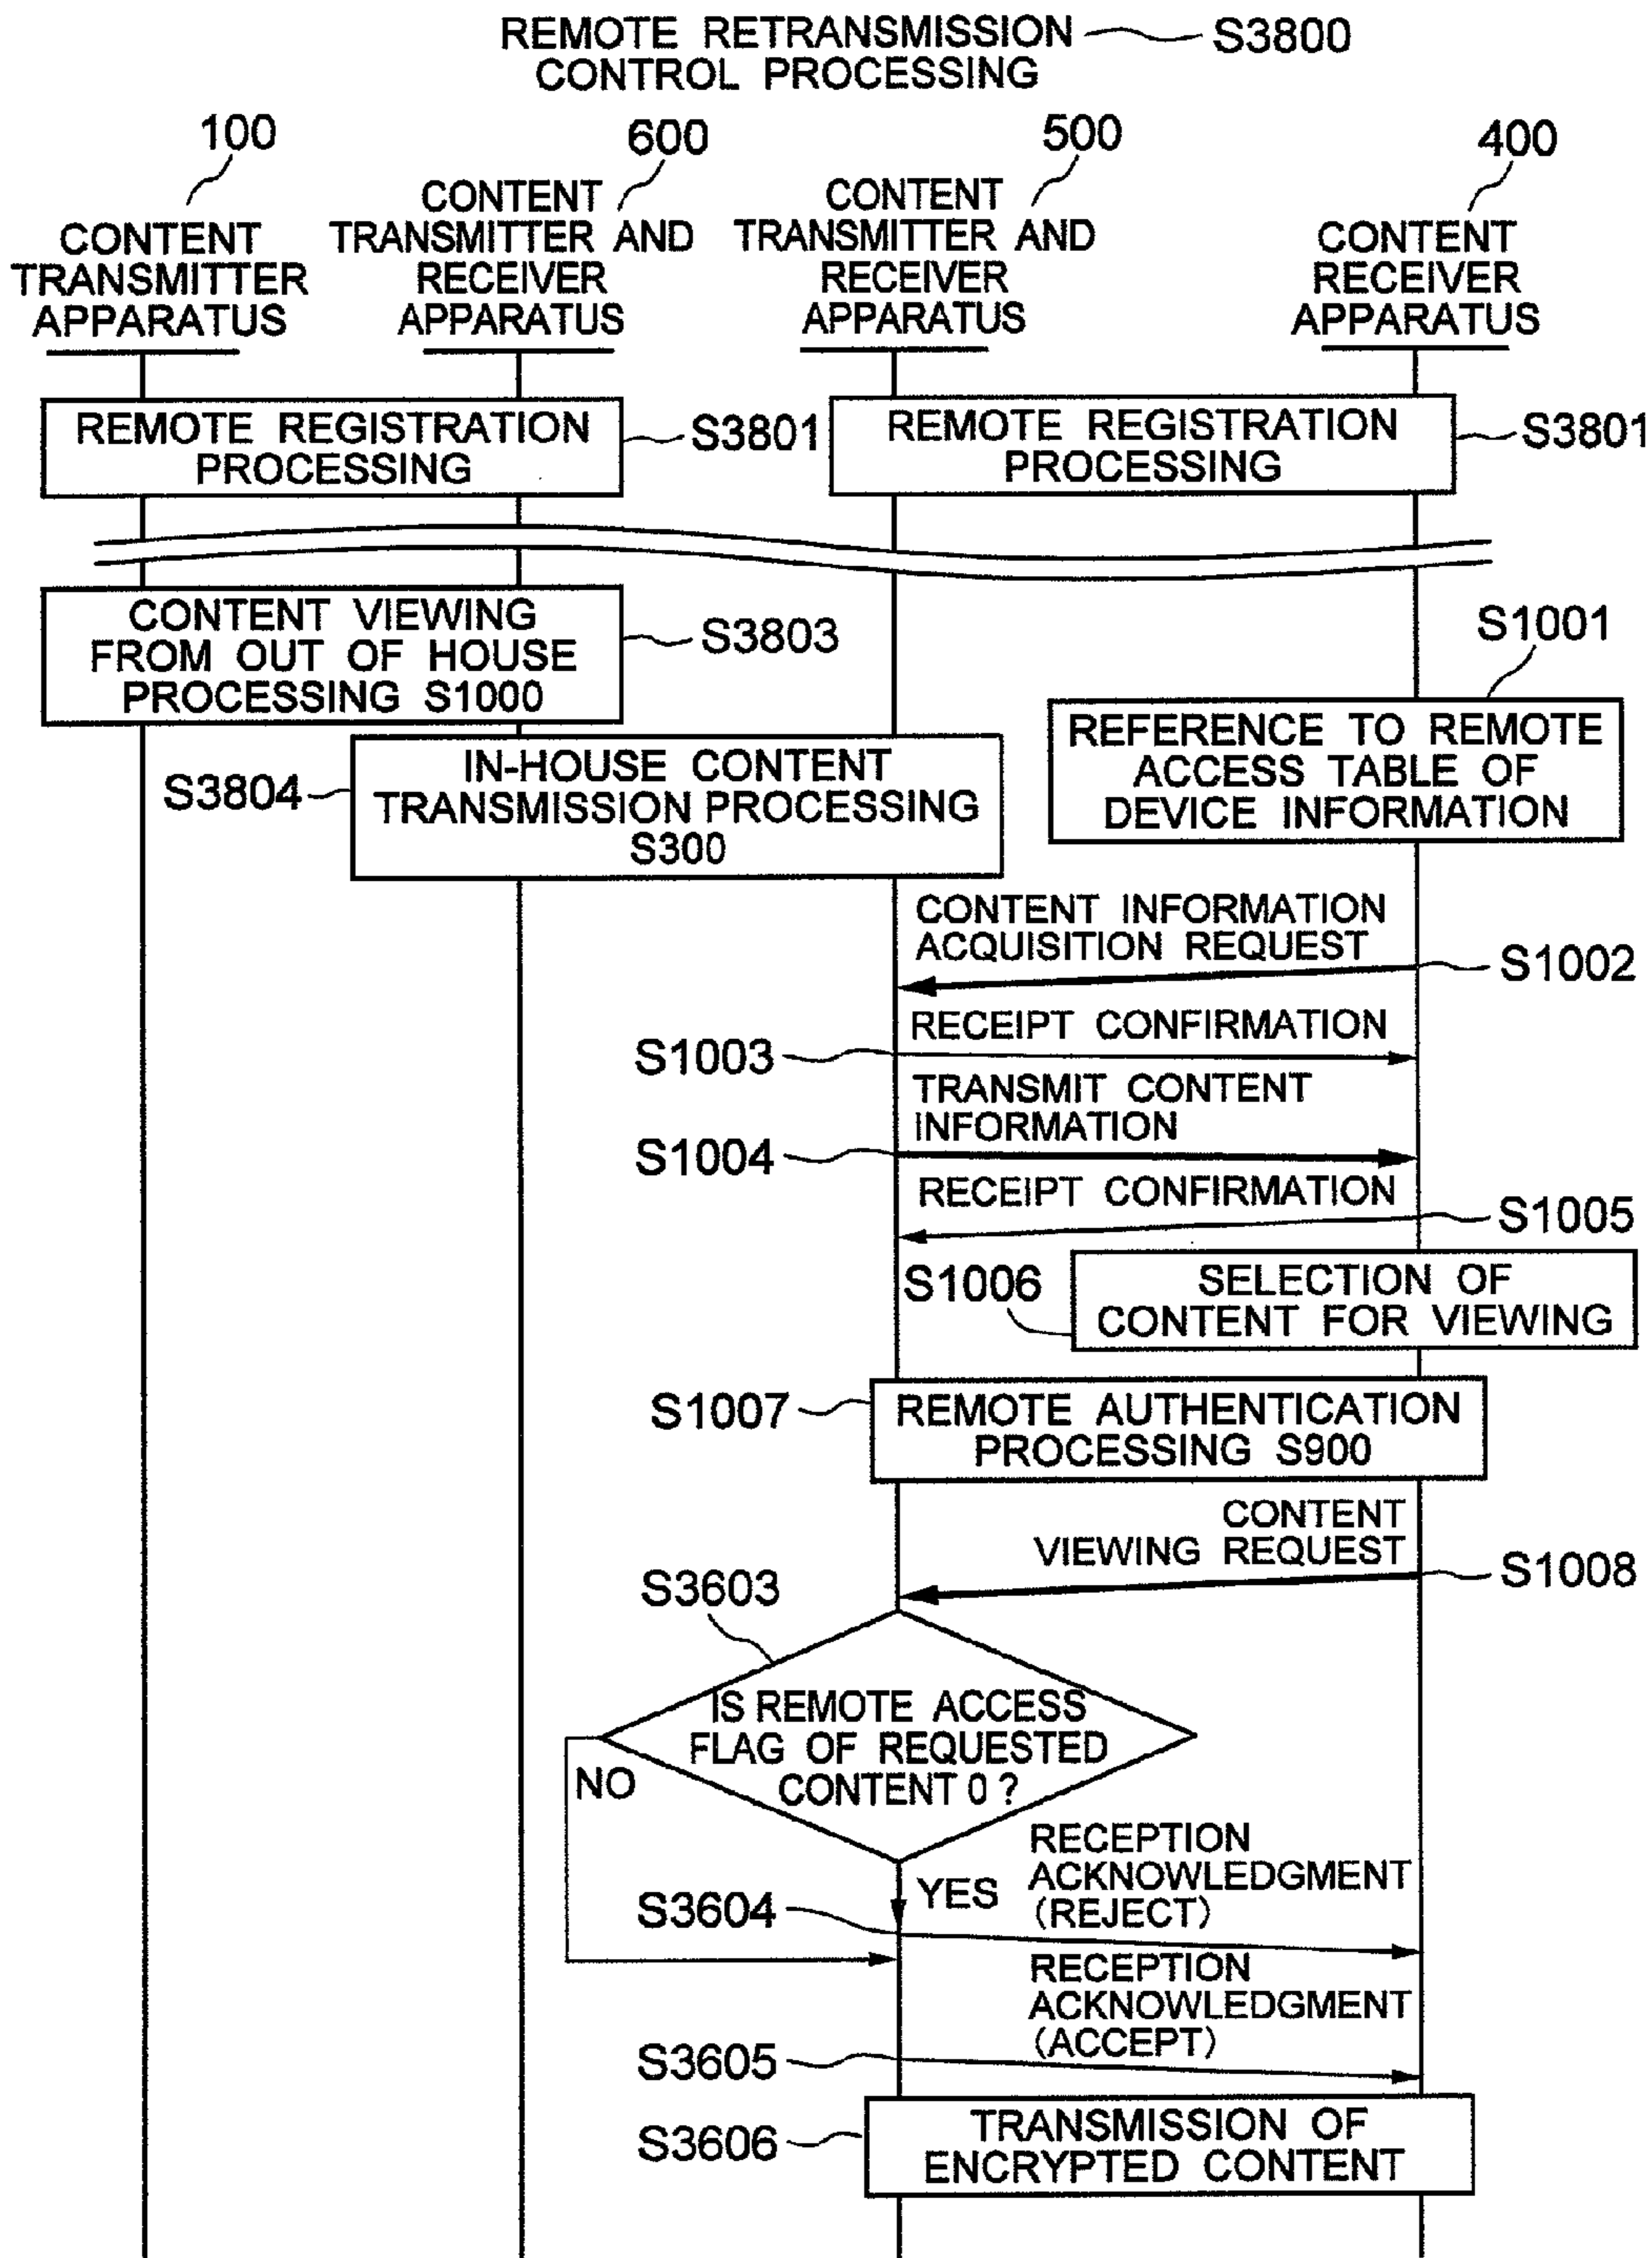 REMOTE RETRANSMISSION
CONTROL PROCESSING
S3800
100
600
500
400
CONTENT
TRANSMITTER
APPARATUS
CONTENT
TRANSMITTER AND
RECEIVER
APPARATUS
CONTENT
TRANSMITTER AND
RECEIVER
APPARATUS
CONTENT
RECEIVER
APPARATUS
REMOTE REGISTRATION
PROCESSING
S3801
REMOTE REGISTRATION
PROCESSING
S3801
CONTENT VIEWING
FROM OUT OF HOUSE
PROCESSING S1000
S3803
S1001
REFERENCE TO REMOTE
ACCESS TABLE OF
DEVICE INFORMATION
S3804
IN-HOUSE CONTENT
TRANSMISSION PROCESSING
S300
CONTENT INFORMATION
ACQUISITION REQUEST
S1002
RECEIPT CONFIRMATION
S1003
TRANSMIT CONTENT
INFORMATION
S1004
RECEIPT CONFIRMATION
S1005
S1006
SELECTION OF
CONTENT FOR VIEWING
S1007
REMOTE AUTHENTICATION
PROCESSING S900
CONTENT
VIEWING REQUEST
S1008
S3603
IS REMOTE ACCESS
FLAG OF REQUESTED
CONTENT 0 ?
NO
YES
RECEPTION
ACKNOWLEDGMENT
(REJECT)
S3604
RECEPTION
ACKNOWLEDGMENT
(ACCEPT)
S3605
S3606
TRANSMISSION OF
ENCRYPTED CONTENT